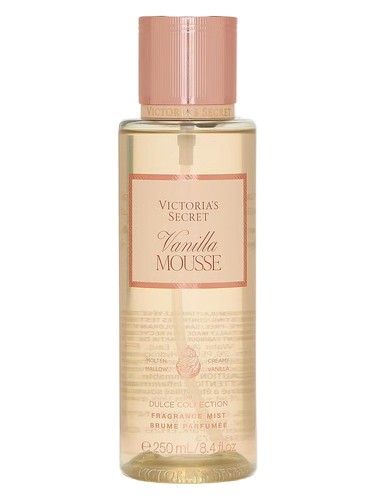 VICTORIA'S SECRET
VICTORIA'S
SECRET
Vanilla
MOUSSE
MOLTEN CREAMY
MALLOW VANILLA
DULCE COLLECTION
FRAGRANCE MIST
BRUME PARFUMÉE
℮ 250 mL/8.4 fl oz